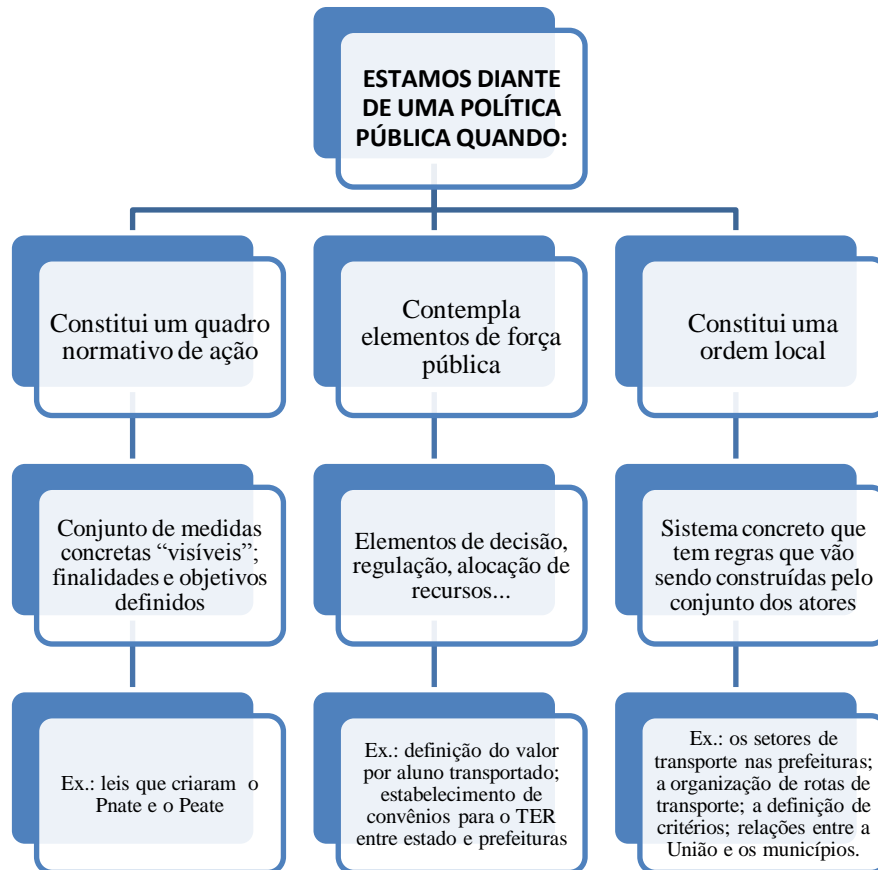 ESTAMOS DIANTE
DE UMA POLÍTICA
PÚBLICA QUANDO:
Constitui um quadro
normativo de ação
Contempla
elementos de força
pública
Constitui uma
ordem local
Conjunto de medidas
concretas “visíveis”;
finalidades e objetivos
definidos
Elementos de decisão,
regulação, alocação de
recursos...
Sistema concreto que
tem regras que vão
sendo construídas pelo
conjunto dos atores
Ex.: leis que criaram o
Pnate e o Peate
Ex.: definição do valor
por aluno transportado;
estabelecimento de
convênios para o TER
entre estado e prefeituras
Ex.: os setores de
transporte nas prefeituras;
a organização de rotas de
transporte; a definição de
critérios; relações entre a
União e os municípios.